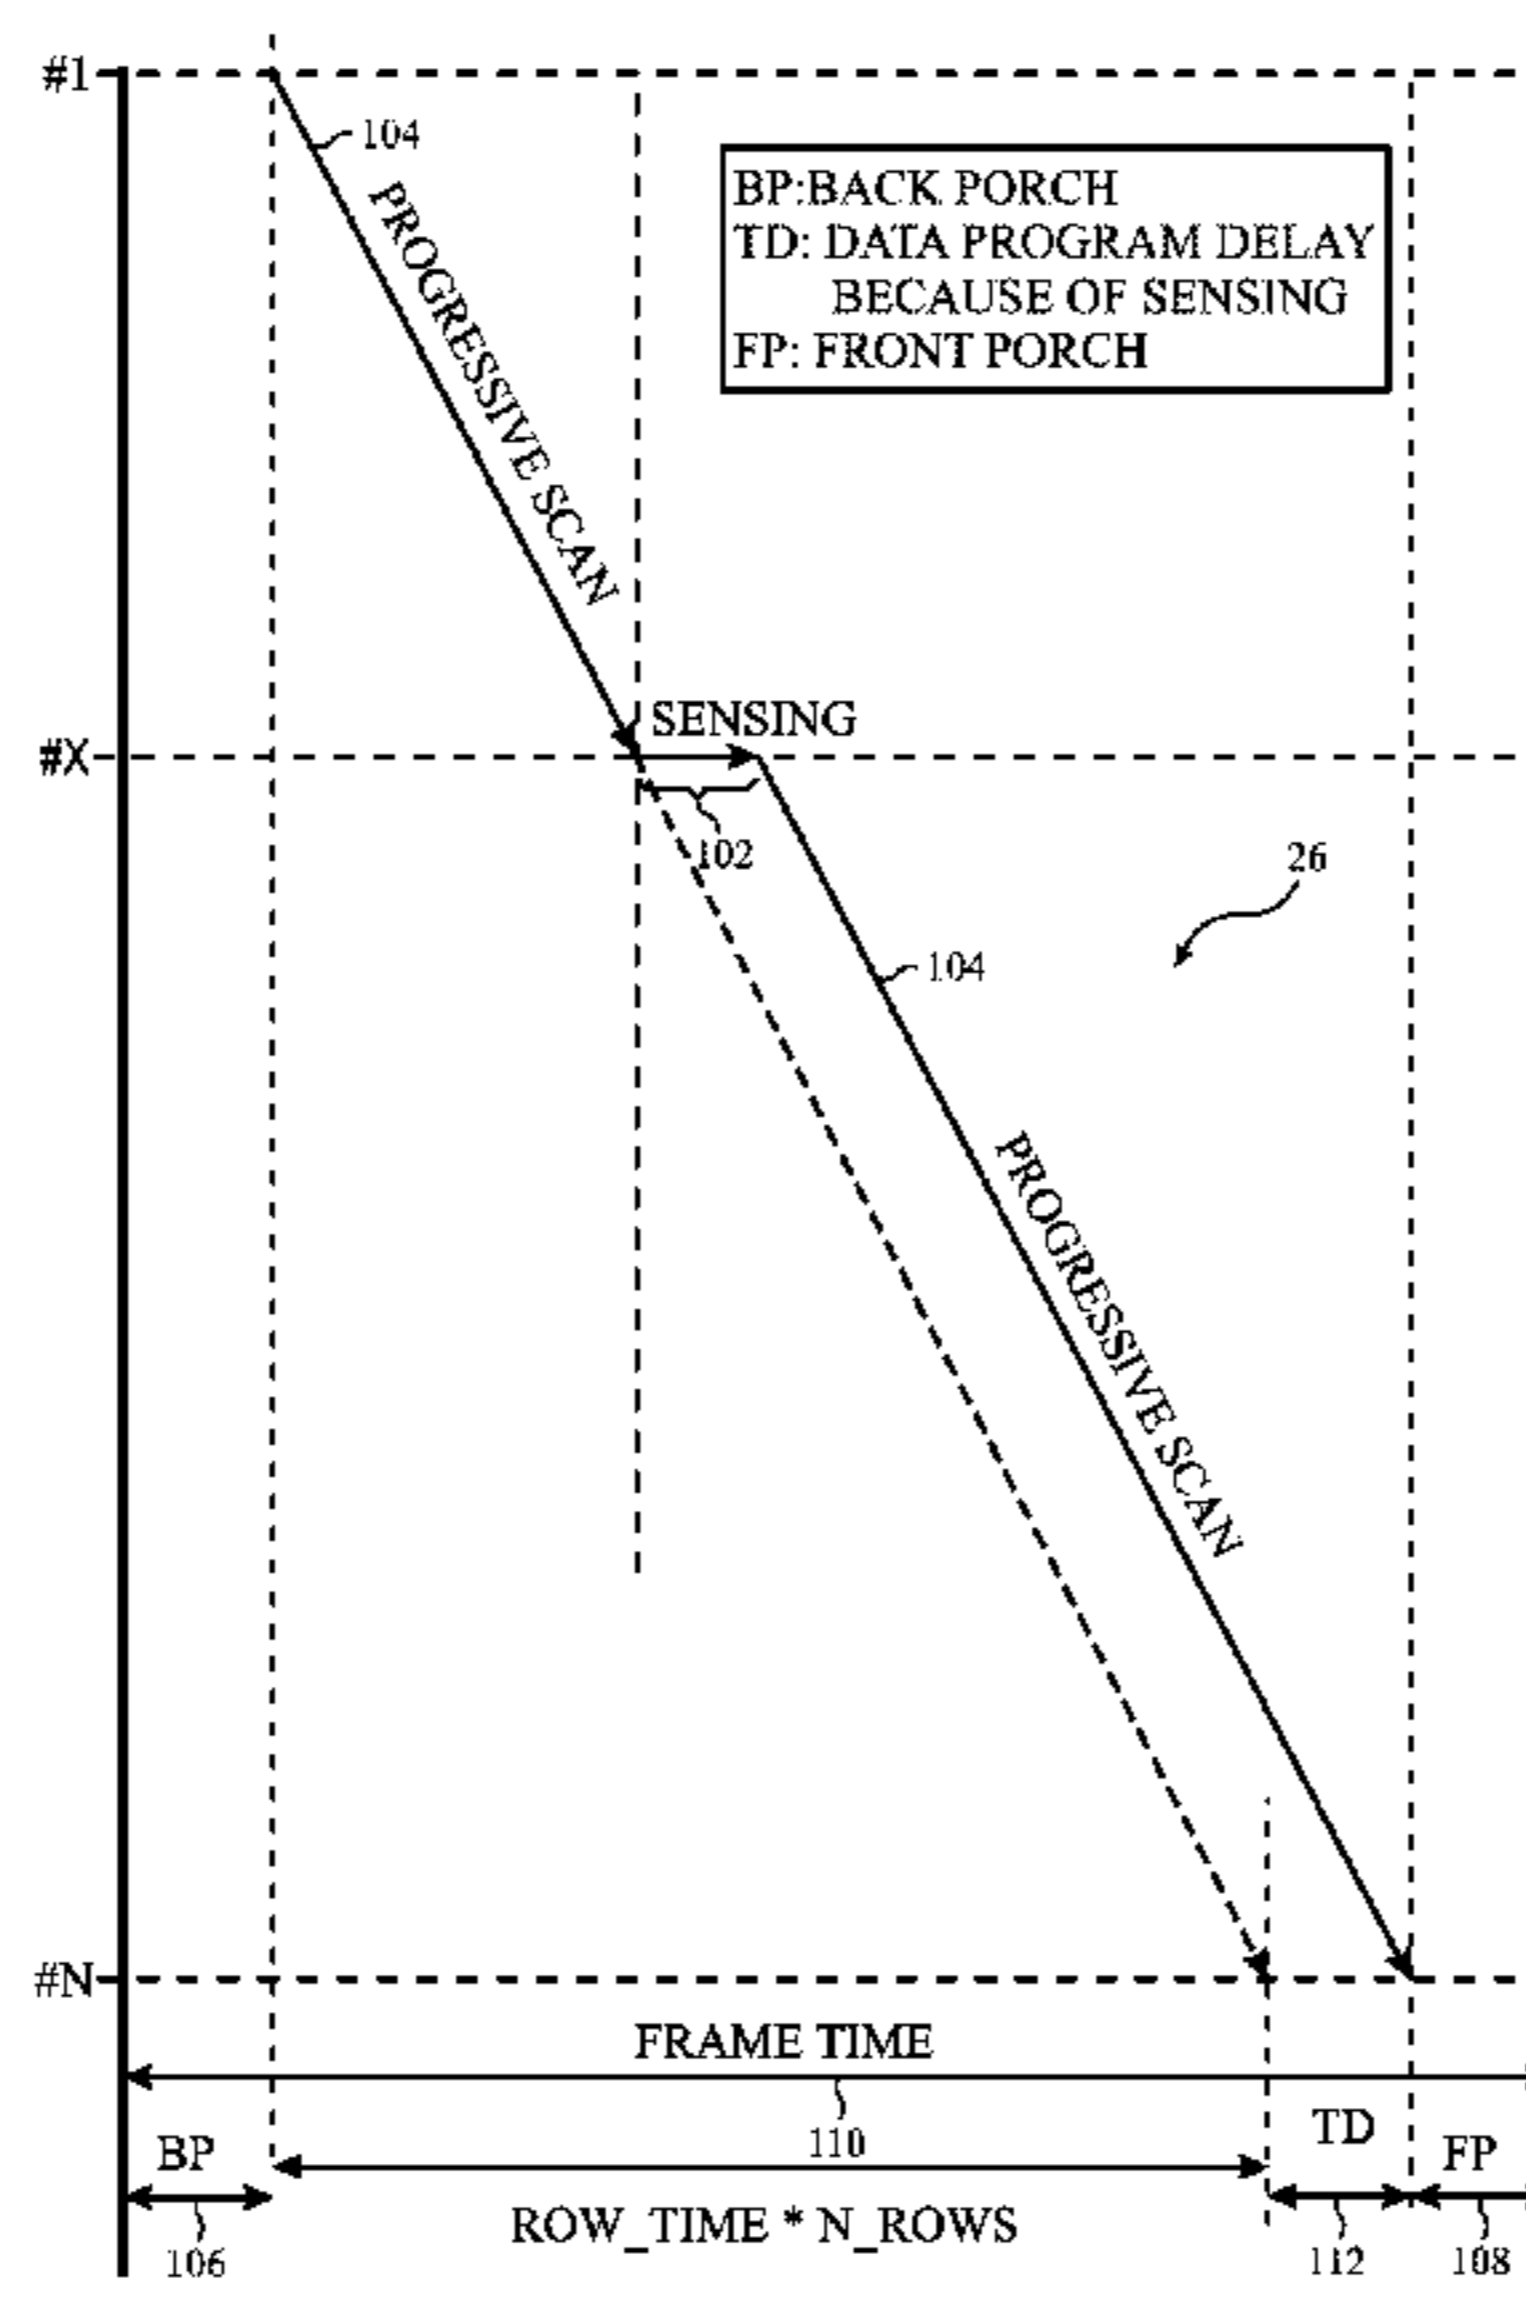 #1
104
PROGRESSIVE SCAN
BP:BACK PORCH
TD: DATA PROGRAM DELAY
BECAUSE OF SENSING
FP: FRONT PORCH
SENSING
#X
102
26
104
PROGRESSIVE SCAN
#N
FRAME TIME
110
BP
TD
FP
ROW_TIME * N_ROWS
106
112
108